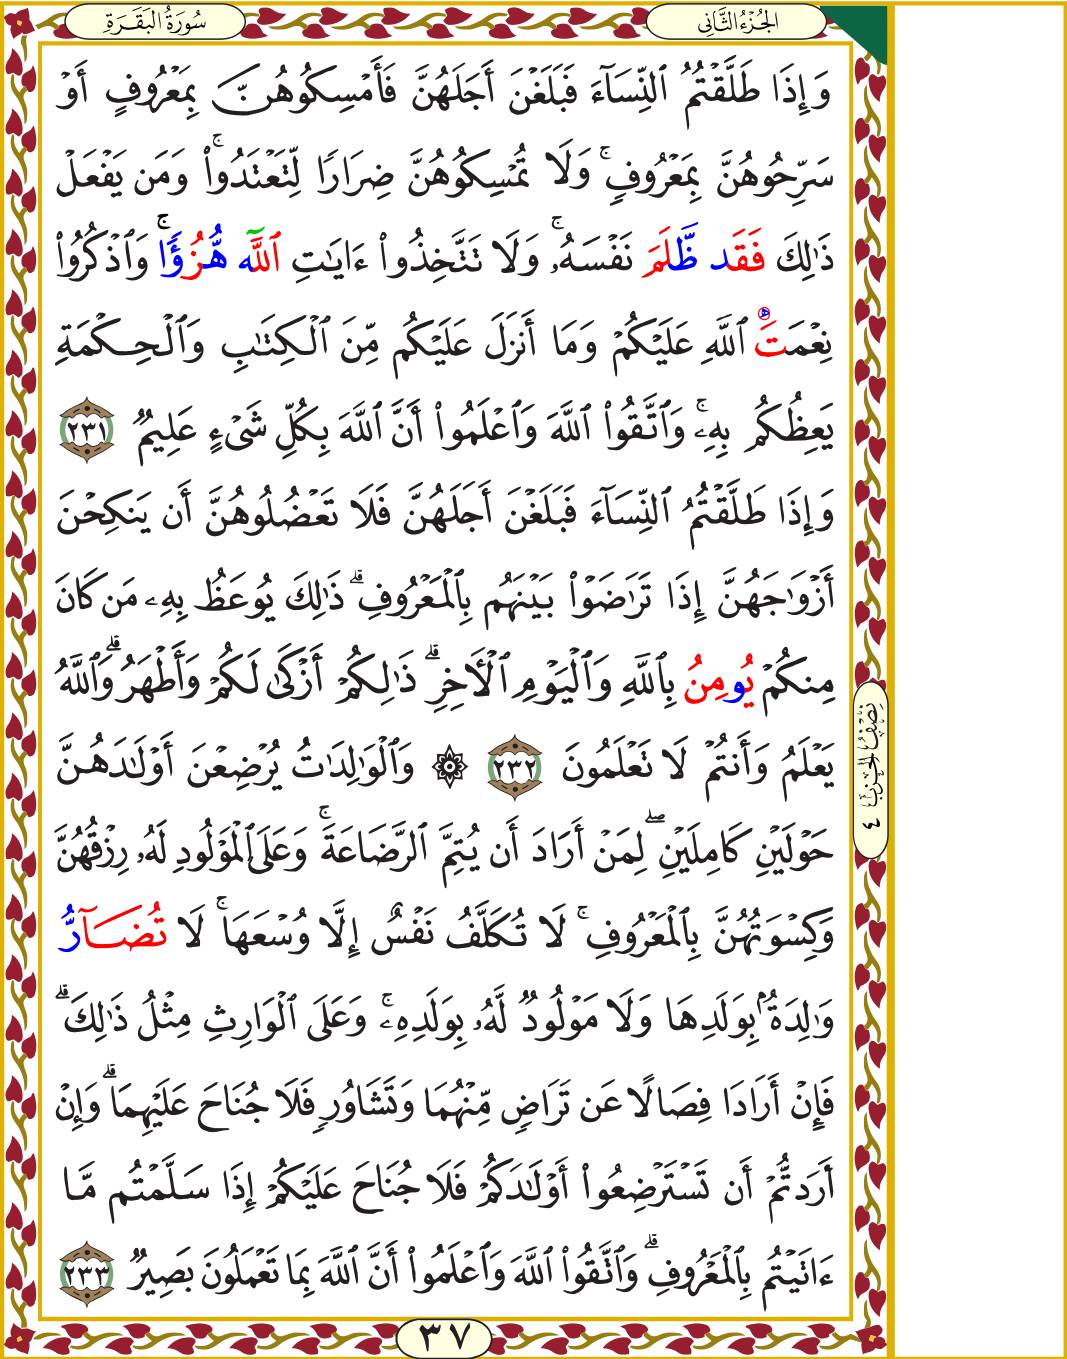 سُورَةُ البَقَرَةِ
الجُزْءُ الثَّانِي
وَإِذَا طَلَّقْتُمُ ٱلنِّسَآءَ فَبَلَغْنَ أَجَلَهُنَّ فَأَمْسِكُوهُنَّ بِمَعْرُوفٍ أَوْ
سَرِّحُوهُنَّ بِمَعْرُوفٍۚ وَلَا تُمْسِكُوهُنَّ ضِرَارًا لِّتَعْتَدُوا۟ۚ وَمَن يَفْعَلْ
ذَٰلِكَ فَقَد ظَّلَمَ نَفْسَهُۥۚ وَلَا تَتَّخِذُوٓا۟ ءَايَٰتِ ٱللَّه هُّزُؤًاۚ وَٱذْكُرُوا۟
نِعْمَتَ ٱللَّهِ عَلَيْكُمْ وَمَآ أَنزَلَ عَلَيْكُم مِّنَ ٱلْكِتَٰبِ وَٱلْحِكْمَةِ
يَعِظُكُم بِهِۦۚ وَٱتَّقُوا۟ ٱللَّهَ وَٱعْلَمُوٓا۟ أَنَّ ٱللَّهَ بِكُلِّ شَىْءٍ عَلِيمٌ ٢٣١
وَإِذَا طَلَّقْتُمُ ٱلنِّسَآءَ فَبَلَغْنَ أَجَلَهُنَّ فَلَا تَعْضُلُوهُنَّ أَن يَنكِحْنَ
أَزْوَٰجَهُنَّ إِذَا تَرَٰضَوْا۟ بَيْنَهُم بِٱلْمَعْرُوفِۗ ذَٰلِكَ يُوعَظُ بِهِۦ مَن كَانَ
مِنكُمْ يُومِنُ بِٱللَّهِ وَٱلْيَوْمِ ٱلْأَخِرِۗ ذَٰلِكُمْ أَزْكَىٰ لَكُمْ وَأَطْهَرُۗ وَٱللَّهُ
يَعْلَمُ وَأَنتُمْ لَا تَعْلَمُونَ ٢٣٢ ۞ وَٱلْوَٰلِدَٰتُ يُرْضِعْنَ أَوْلَٰدَهُنَّ
حَوْلَيْنِ كَامِلَيْنِۖ لِمَنْ أَرَادَ أَن يُتِمَّ ٱلرَّضَاعَةَۚ وَعَلَى ٱلْمَوْلُودِ لَهُۥ رِزْقُهُنَّ
وَكِسْوَتُهُنَّ بِٱلْمَعْرُوفِۚ لَا تُكَلَّفُ نَفْسٌ إِلَّا وُسْعَهَاۚ لَا تُضَآرُّ
وَٰلِدَةٌۢ بِوَلَدِهَا وَلَا مَوْلُودٌ لَّهُۥ بِوَلَدِهِۦۚ وَعَلَى ٱلْوَارِثِ مِثْلُ ذَٰلِكَۗ
فَإِنْ أَرَادَا فِصَالًا عَن تَرَاضٍ مِّنْهُمَا وَتَشَاوُرٍ فَلَا جُنَاحَ عَلَيْهِمَاۗ وَإِنْ
أَرَدتُّمْ أَن تَسْتَرْضِعُوٓا۟ أَوْلَٰدَكُمْ فَلَا جُنَاحَ عَلَيْكُمْ إِذَا سَلَّمْتُم مَّآ
ءَاتَيْتُم بِٱلْمَعْرُوفِۗ وَٱتَّقُوا۟ ٱللَّهَ وَٱعْلَمُوٓا۟ أَنَّ ٱللَّهَ بِمَا تَعْمَلُونَ بَصِيرٌ ٢٣٣
نِصْفُ الحِزْبِ ٤
٣٧